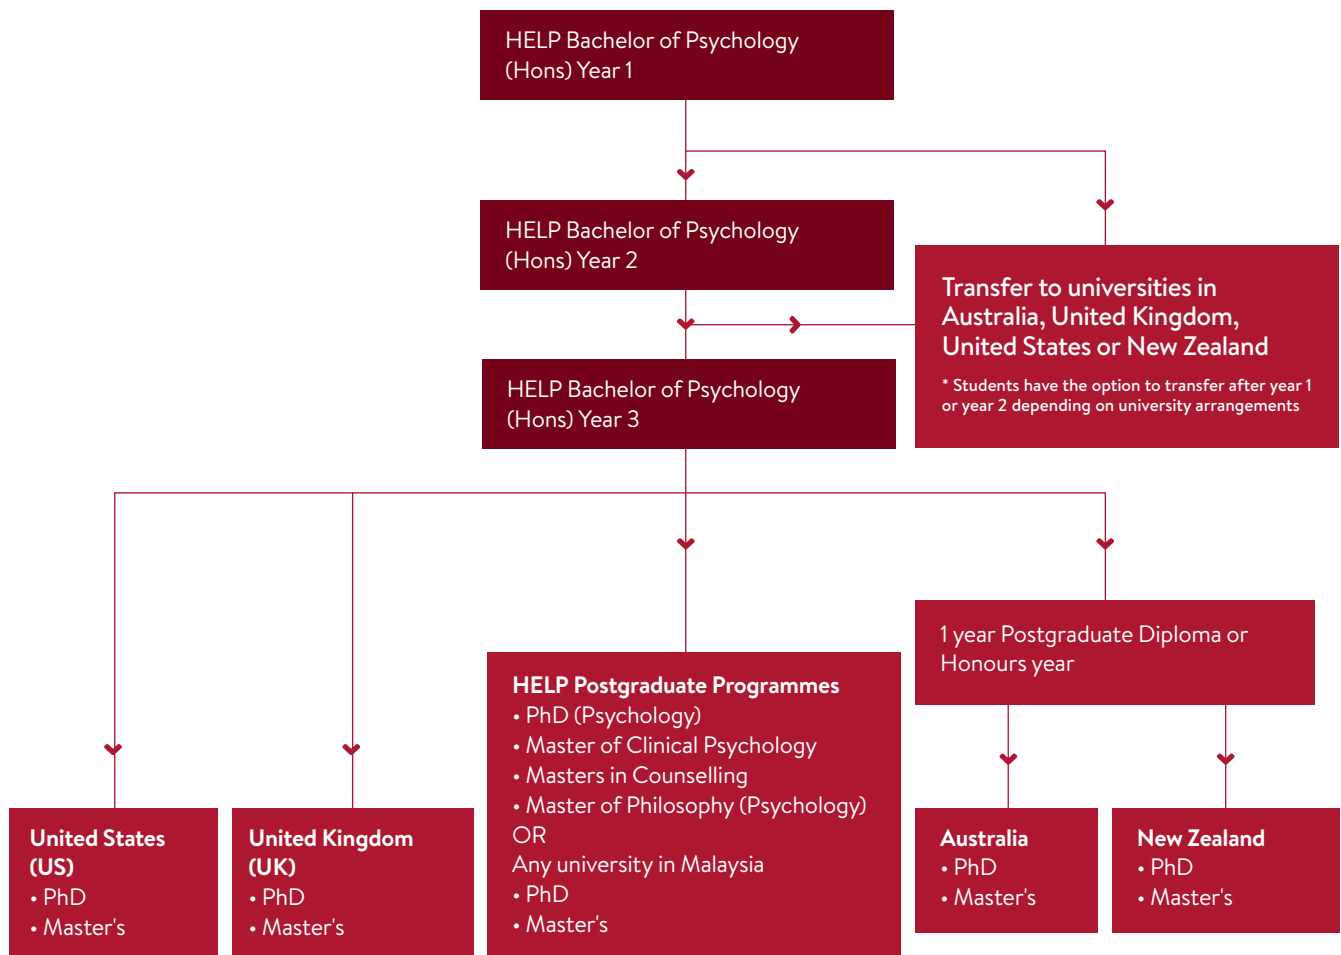 HELP Bachelor of Psychology
(Hons) Year 1
HELP Bachelor of Psychology
(Hons) Year 2
Transfer to universities in
Australia, United Kingdom,
United States or New Zealand
* Students have the option to transfer after year 1
or year 2 depending on university arrangements
HELP Bachelor of Psychology
(Hons) Year 3
1 year Postgraduate Diploma or
Honours year
HELP Postgraduate Programmes
• PhD (Psychology)
• Master of Clinical Psychology
• Masters in Counselling
• Master of Philosophy (Psychology)
OR
Any university in Malaysia
• PhD
• Master's
United States
(US)
• PhD
• Master's
United Kingdom
(UK)
• PhD
• Master's
Australia
• PhD
• Master's
New Zealand
• PhD
• Master's